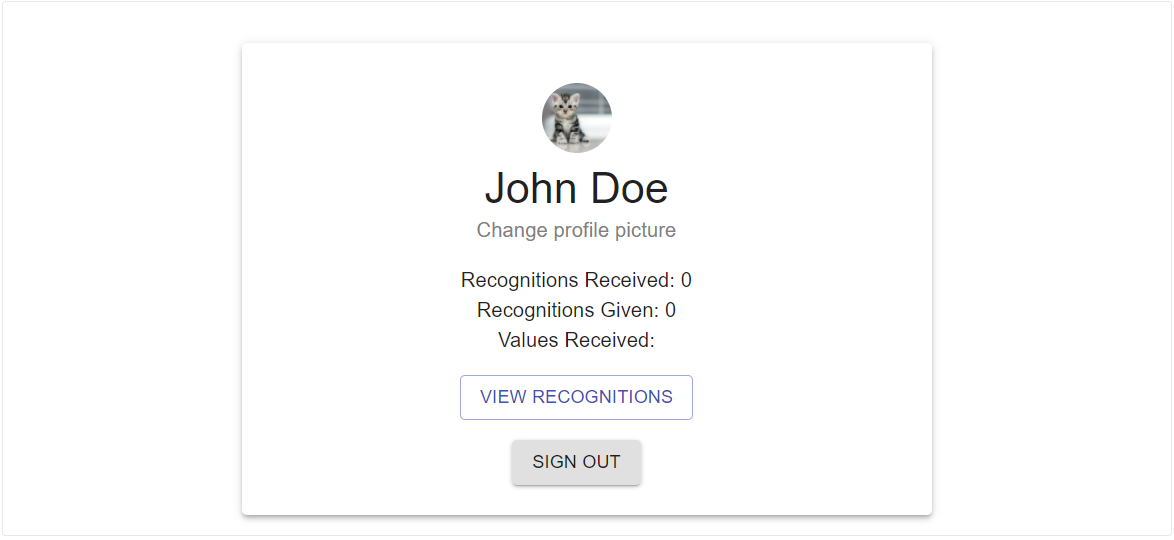 John Doe
Change profile picture
Recognitions Received: 0
Recognitions Given: 0
Values Received:
VIEW RECOGNITIONS
SIGN OUT